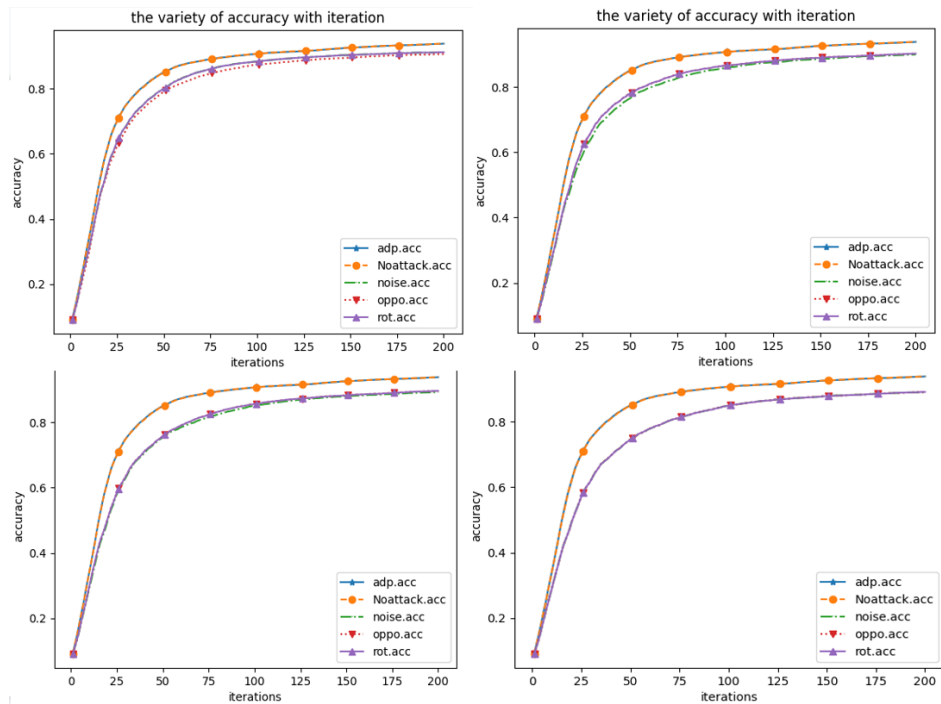 the variety of accuracy with iteration
accuracy
0.8
0.6
0.4
0.2
adp.acc
Noattack.acc
noise.acc
oppo.acc
rot.acc
0 25 50 75 100 125 150 175 200
iterations
the variety of accuracy with iteration
accuracy
0.8
0.6
0.4
0.2
adp.acc
Noattack.acc
noise.acc
oppo.acc
rot.acc
0 25 50 75 100 125 150 175 200
iterations
accuracy
0.8
0.6
0.4
0.2
adp.acc
Noattack.acc
noise.acc
oppo.acc
rot.acc
0 25 50 75 100 125 150 175 200
iterations
accuracy
0.8
0.6
0.4
0.2
adp.acc
Noattack.acc
noise.acc
oppo.acc
rot.acc
0 25 50 75 100 125 150 175 200
iterations